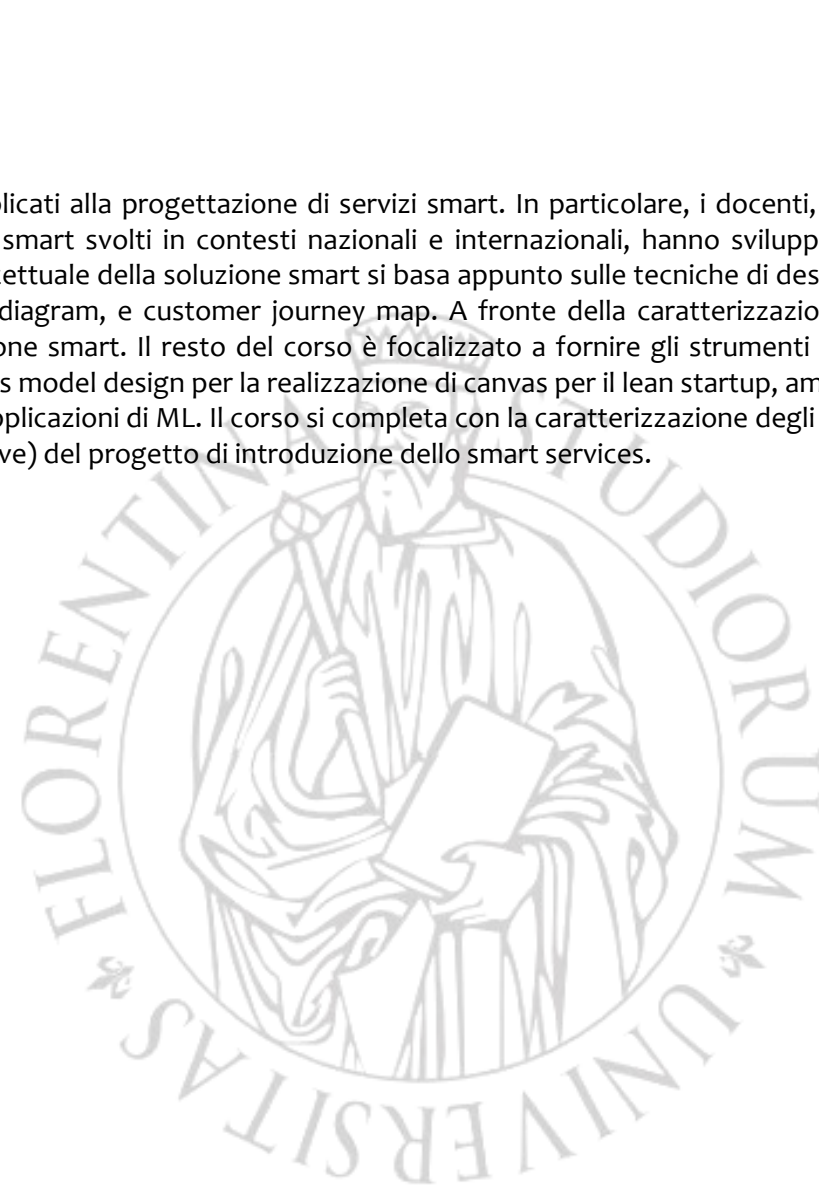 licati alla progettazione di servizi smart. In particolare, i docenti,
smart svolti in contesti nazionali e internazionali, hanno svilupp
ettuale della soluzione smart si basa appunto sulle tecniche di des
diagram, e customer journey map. A fronte della caratterizzazio
one smart. Il resto del corso è focalizzato a fornire gli strumenti
s model design per la realizzazione di canvas per il lean startup, am
plicazioni di ML. Il corso si completa con la caratterizzazione degli
ve) del progetto di introduzione dello smart services.
FLORENTINA STUDIORUM UNIVERSITAS